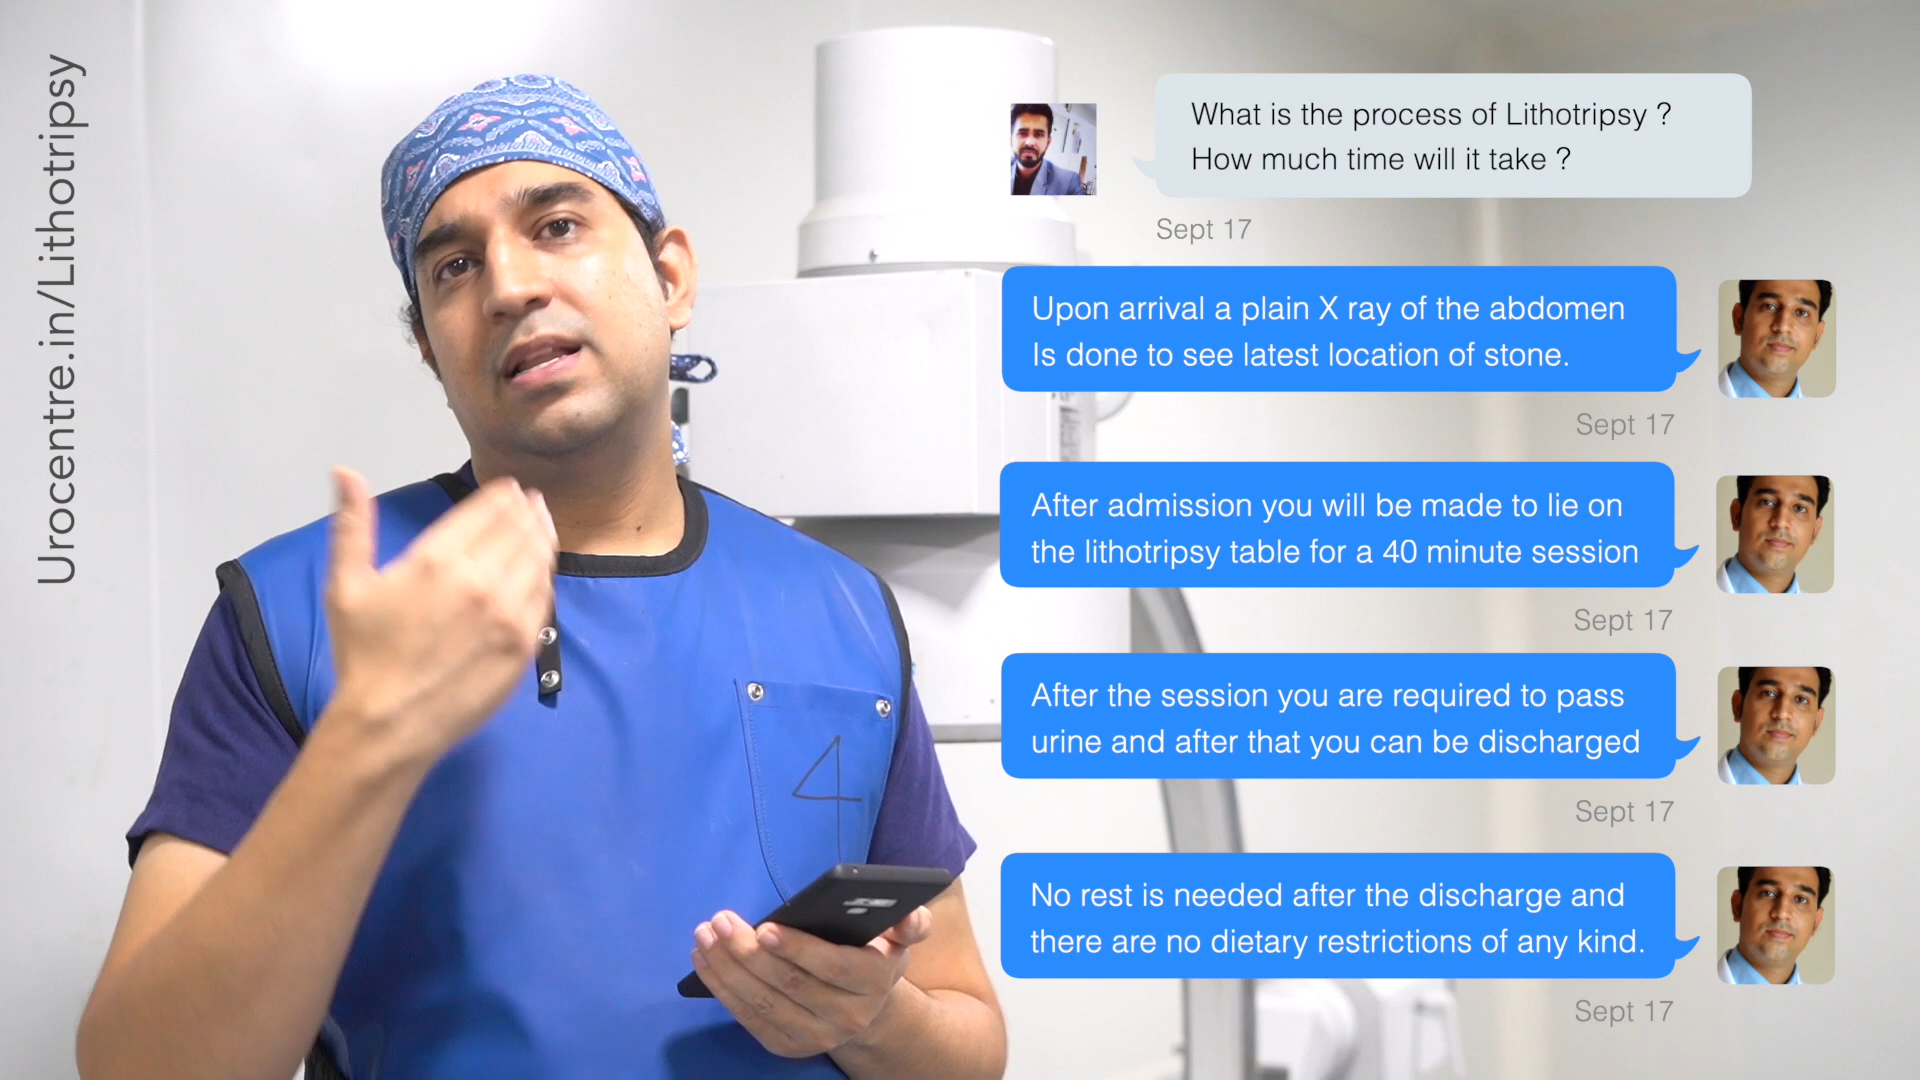 Urocentre.in/Lithotripsy
What is the process of Lithotripsy ?
How much time will it take ?
Sept 17
Upon arrival a plain X ray of the abdomen
Is done to see latest location of stone.
Sept 17
After admission you will be made to lie on
the lithotripsy table for a 40 minute session
Sept 17
After the session you are required to pass
urine and after that you can be discharged
Sept 17
No rest is needed after the discharge and
there are no dietary restrictions of any kind.
Sept 17
4